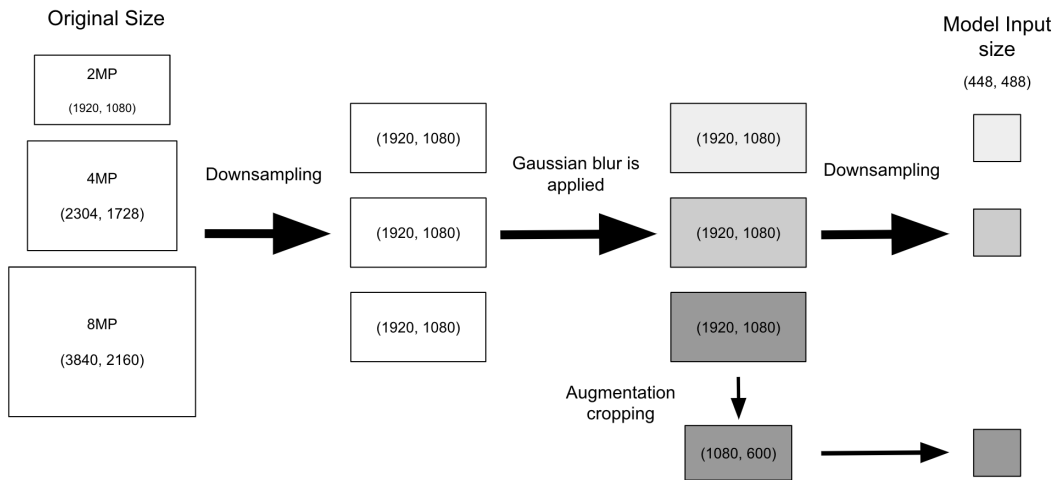 Original Size
2MP
(1920, 1080)
4MP
(2304, 1728)
8MP
(3840, 2160)
Downsampling
(1920, 1080)
(1920, 1080)
(1920, 1080)
Gaussian blur is
applied
(1920, 1080)
(1920, 1080)
(1920, 1080)
Augmentation
cropping
(1080, 600)
Downsampling
Model Input
size
(448, 488)